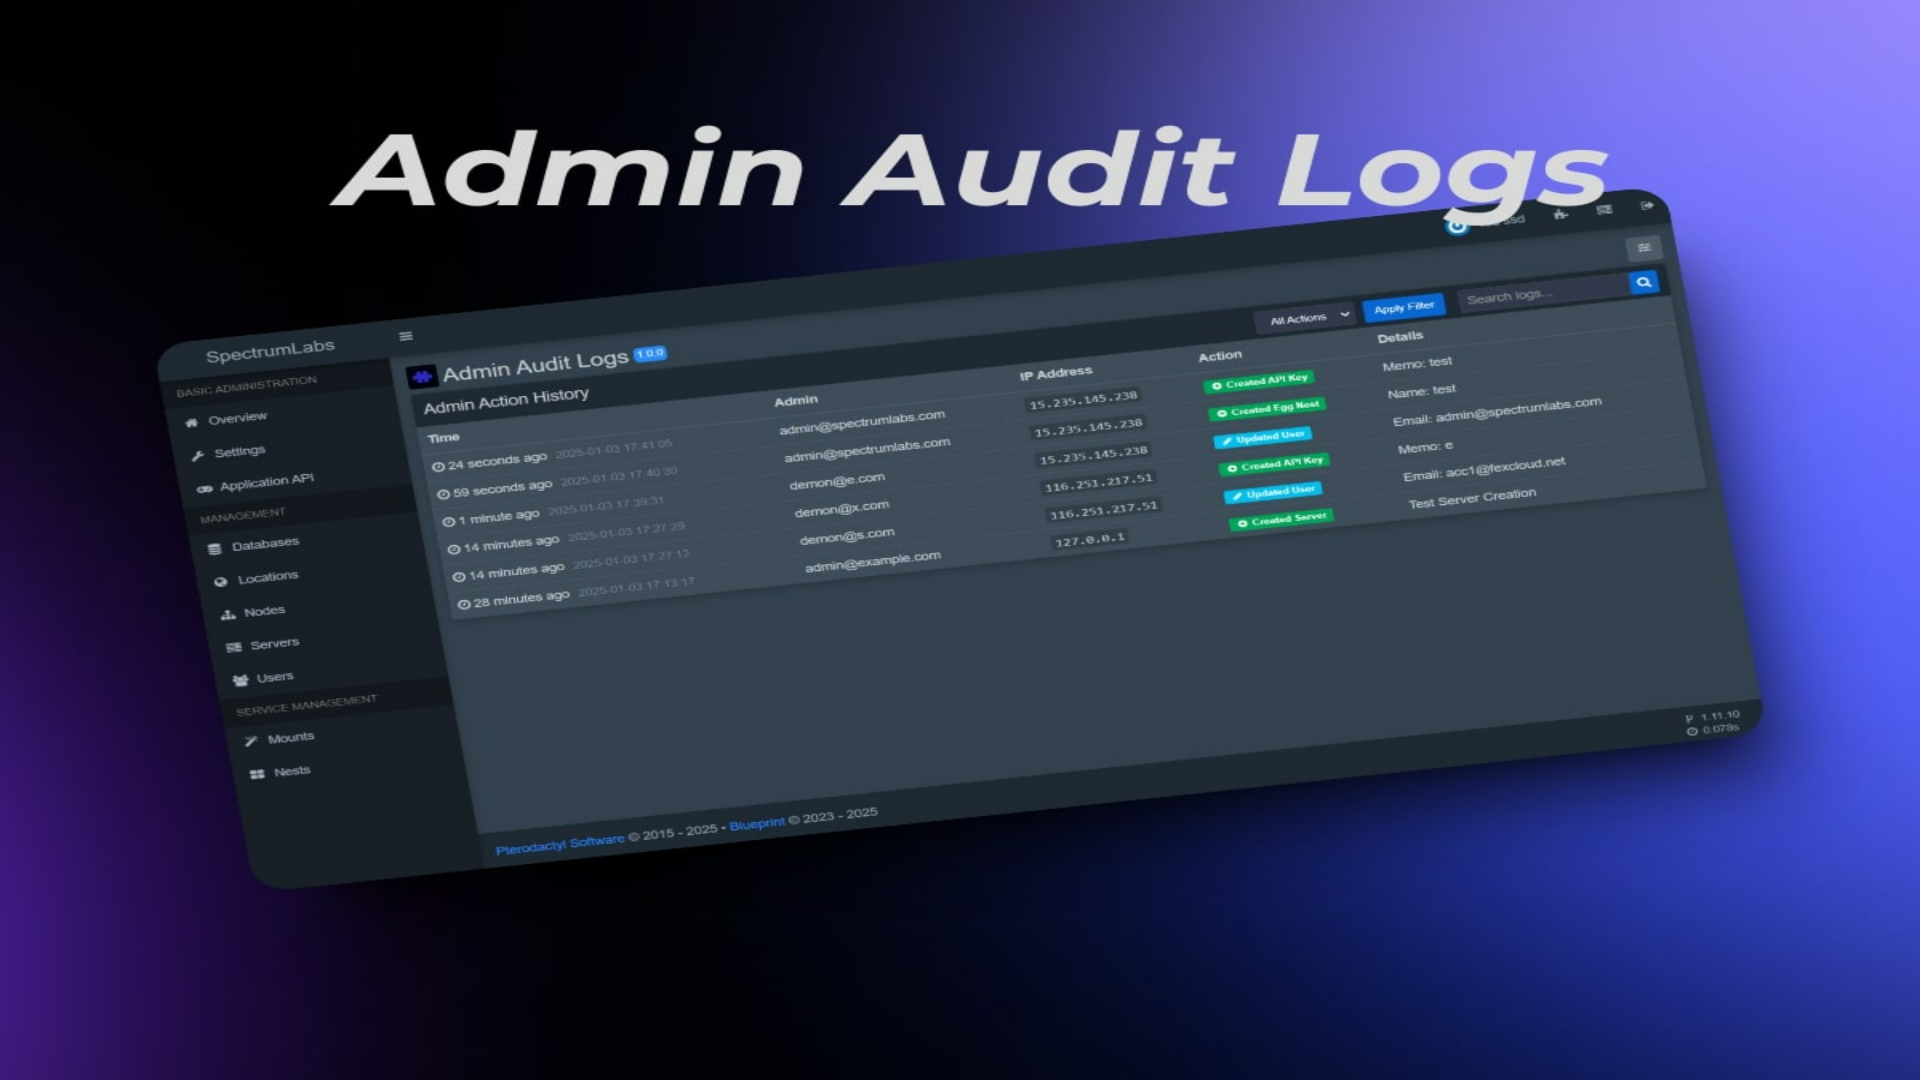 Admin Audit Logs
ssd
SpectrumLabs
BASIC ADMINISTRATION
Overview
Settings
Application API
MANAGEMENT
Databases
Locations
Nodes
Servers
Users
SERVICE MANAGEMENT
Mounts
Nests
Admin Audit Logs 1.0.0
Admin Action History
All Actions Apply Filter Search logs...
Time Admin IP Address Action Details
24 seconds ago 2025-01-03 17:41:05 admin@spectrumlabs.com 15.235.145.238 Created API Key Memo: test
59 seconds ago 2025-01-03 17:40:30 admin@spectrumlabs.com 15.235.145.238 Created Egg Nest Name: test
1 minute ago 2025-01-03 17:39:31 demon@e.com 15.235.145.238 Updated User Email: admin@spectrumlabs.com
14 minutes ago 2025-01-03 17:27:29 demon@x.com 116.251.217.51 Created API Key Memo: e
14 minutes ago 2025-01-03 17:27:12 demon@s.com 116.251.217.51 Updated User Email: acc1@fexcloud.net
28 minutes ago 2025-01-03 17:13:17 admin@example.com 127.0.0.1 Created Server Test Server Creation
1.11.10
0.078s
Pterodactyl Software © 2015 - 2025 • Blueprint © 2023 - 2025